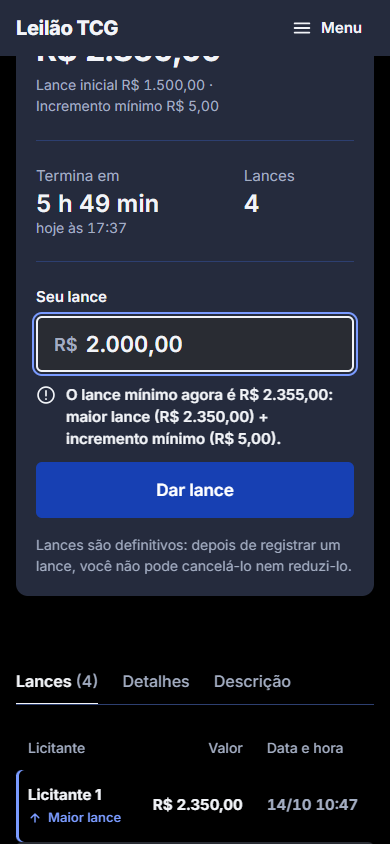 Leilão TCG
Menu
R$ 2.350,00
Lance inicial R$ 1.500,00 ·
Incremento mínimo R$ 5,00
Termina em
Lances
5 h 49 min
4
hoje às 17:37
Seu lance
R$ 2.000,00
O lance mínimo agora é R$ 2.355,00:
maior lance (R$ 2.350,00) +
incremento mínimo (R$ 5,00).
Dar lance
Lances são definitivos: depois de registrar um
lance, você não pode cancelá-lo nem reduzi-lo.
Lances (4) Detalhes Descrição
Licitante Valor Data e hora
Licitante 1 R$ 2.350,00 14/10 10:47
Maior lance